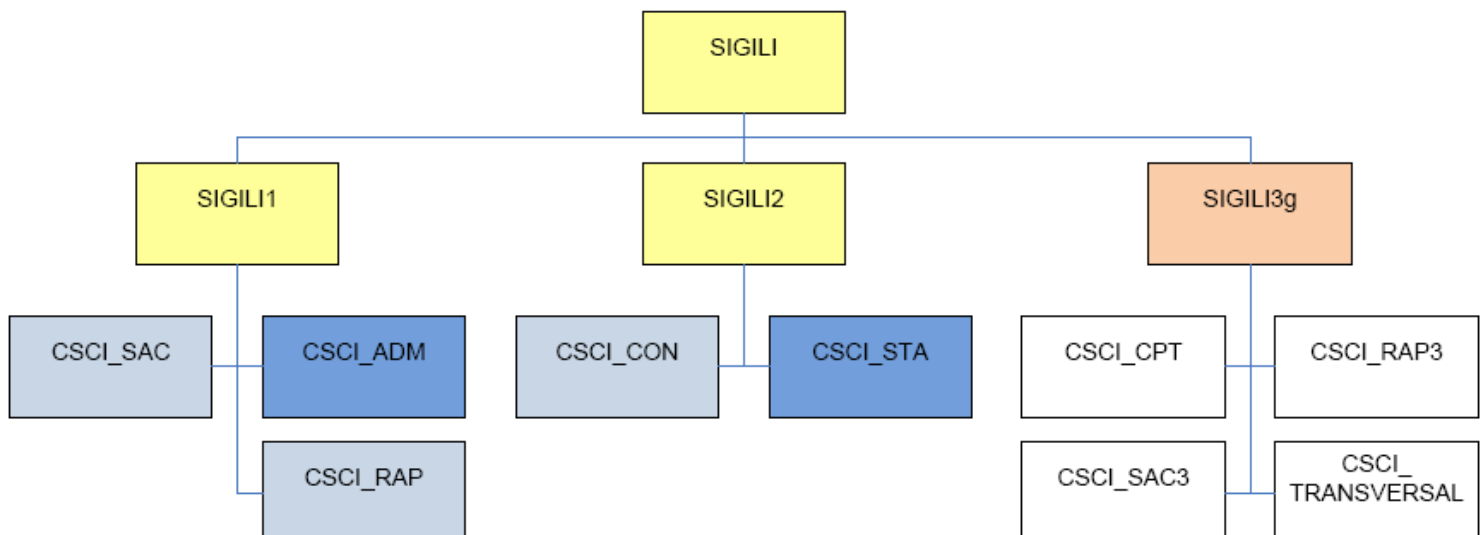 SIGILI
SIGILI1
SIGILI2
SIGILI3g
CSCI_SAC
CSCI_ADM
CSCI_CON
CSCI_STA
CSCI_CPT
CSCI_RAP3
CSCI_RAP
CSCI_SAC3
CSCI_
TRANSVERSAL